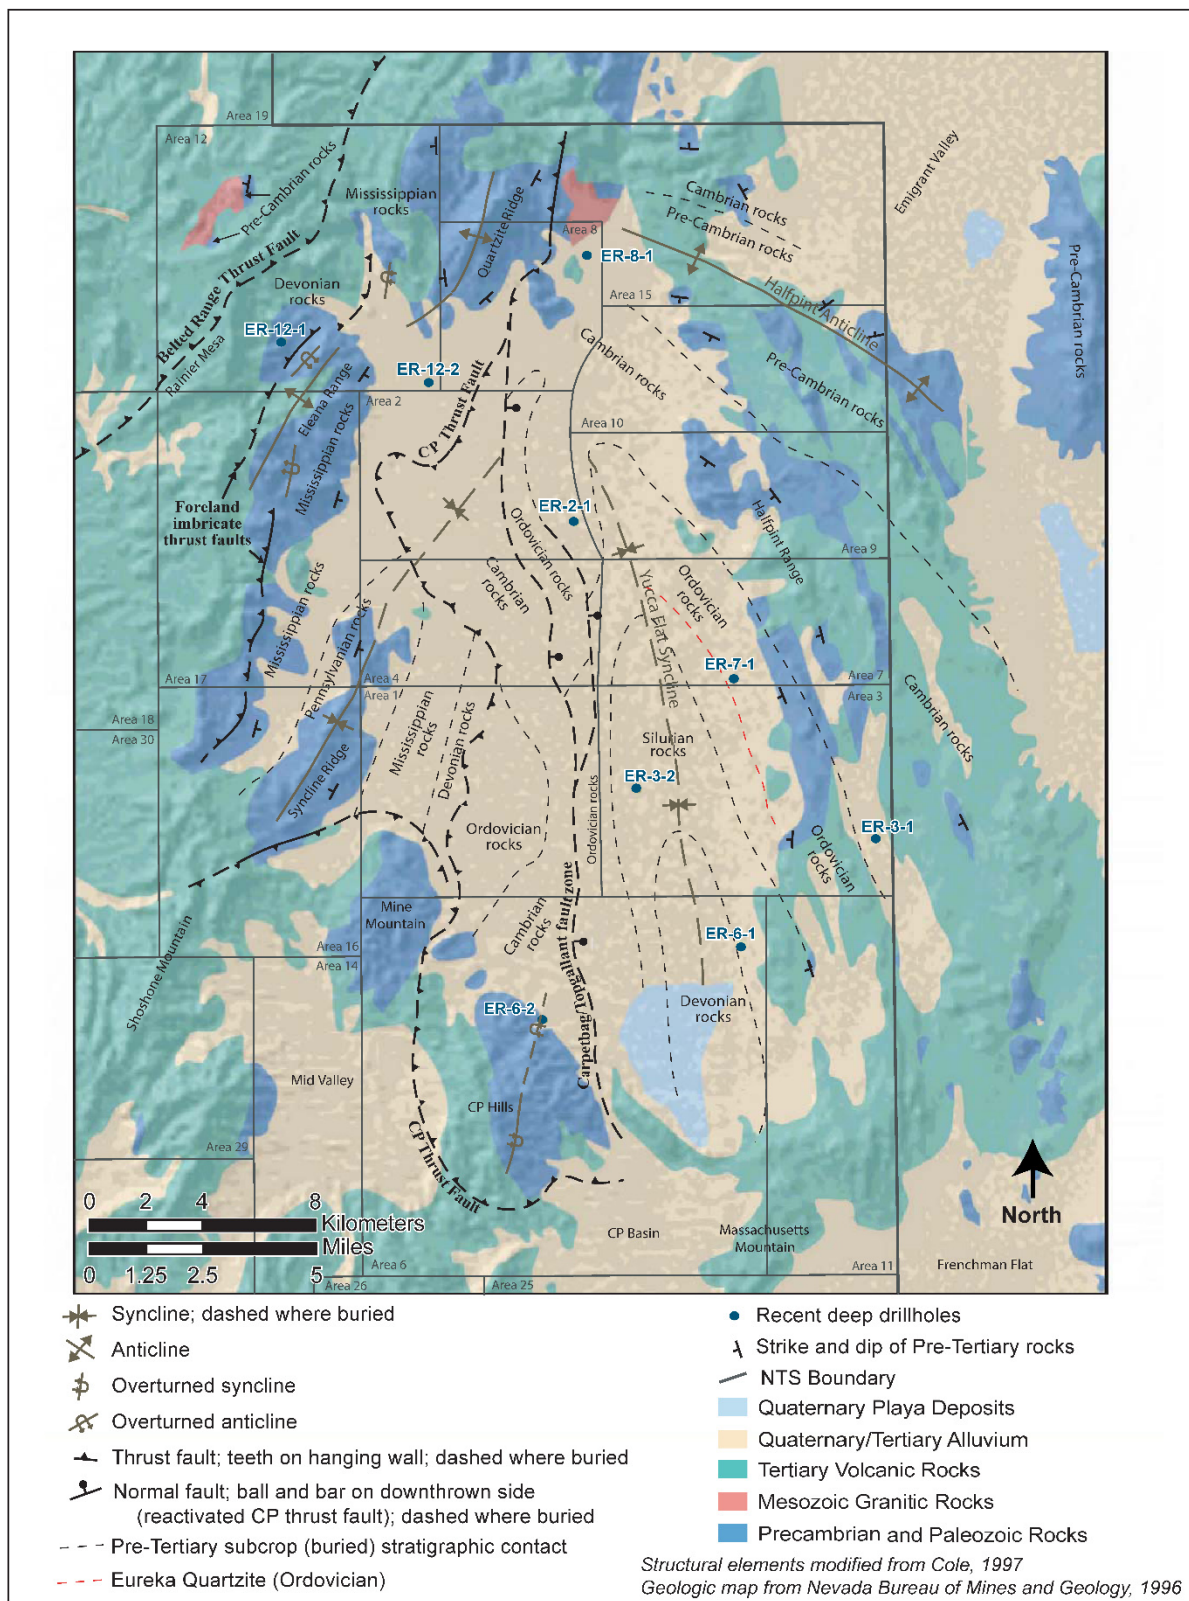 Area 19
Area 12
Emigrant Valley
Pre-Cambrian rocks
Mississippian
rocks
Cambrian rocks
Pre-Cambrian rocks
Quartzite Ridge
Area 8
ER-8-1
Belted Range Thrust Fault
Devonian
rocks
Area 15
Halfpint Anticline
Pre-Cambrian rocks
ER-12-1
Rainier Mesa
Cambrian rocks
Pre-Cambrian rocks
ER-12-2
Eleana Range
CP Thrust Fault
Area 2
Area 10
Mississippian rocks
Foreland
imbricate
thrust faults
ER-2-1
Ordovician rocks
Halfpint Range
Area 9
Cambrian
rocks
Yucca Flat Syncline
Ordovician
rocks
Mississippian rocks
Pennsylvanian rocks
ER-7-1
Area 17
Area 4
Area 1
Area 7
Area 3
Cambrian rocks
Area 18
Area 30
Mississippian
rocks
Devonian rocks
Silurian
rocks
Syncline Ridge
ER-3-2
Ordovician
rocks
Ordovician rocks
ER-3-1
Ordovician
rocks
Mine
Mountain
Cambrian
rocks
Carpetbag/Topgallant fault zone
ER-6-1
Area 16
Area 14
Shoshone Mountain
ER-6-2
Devonian
rocks
Mid Valley
CP Hills
CP Thrust Fault
Area 29
North
0 2 4 8
Kilometers
Miles
0 1.25 2.5 5
CP Basin
Massachusetts
Mountain
Frenchman Flat
Area 6
Area 11
Area 26
Area 25
Syncline; dashed where buried
Anticline
Overturned syncline
Overturned anticline
Thrust fault; teeth on hanging wall; dashed where buried
Normal fault; ball and bar on downthrown side
(reactivated CP thrust fault); dashed where buried
Pre-Tertiary subcrop (buried) stratigraphic contact
Eureka Quartzite (Ordovician)
Recent deep drillholes
Strike and dip of Pre-Tertiary rocks
NTS Boundary
Quaternary Playa Deposits
Quaternary/Tertiary Alluvium
Tertiary Volcanic Rocks
Mesozoic Granitic Rocks
Precambrian and Paleozoic Rocks
Structural elements modified from Cole, 1997
Geologic map from Nevada Bureau of Mines and Geology, 1996